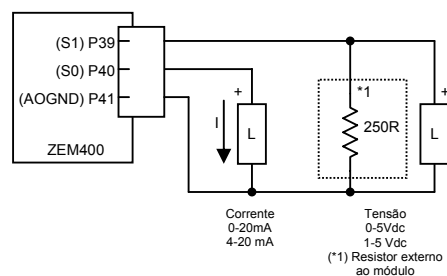 (S1) P39
(S0) P40
(AOGND) P41
ZEM400
+
I
L
*1
250R
+
L
Corrente
0-20mA
4-20 mA
Tensão
0-5Vdc
1-5 Vdc
(*1) Resistor externo
ao módulo